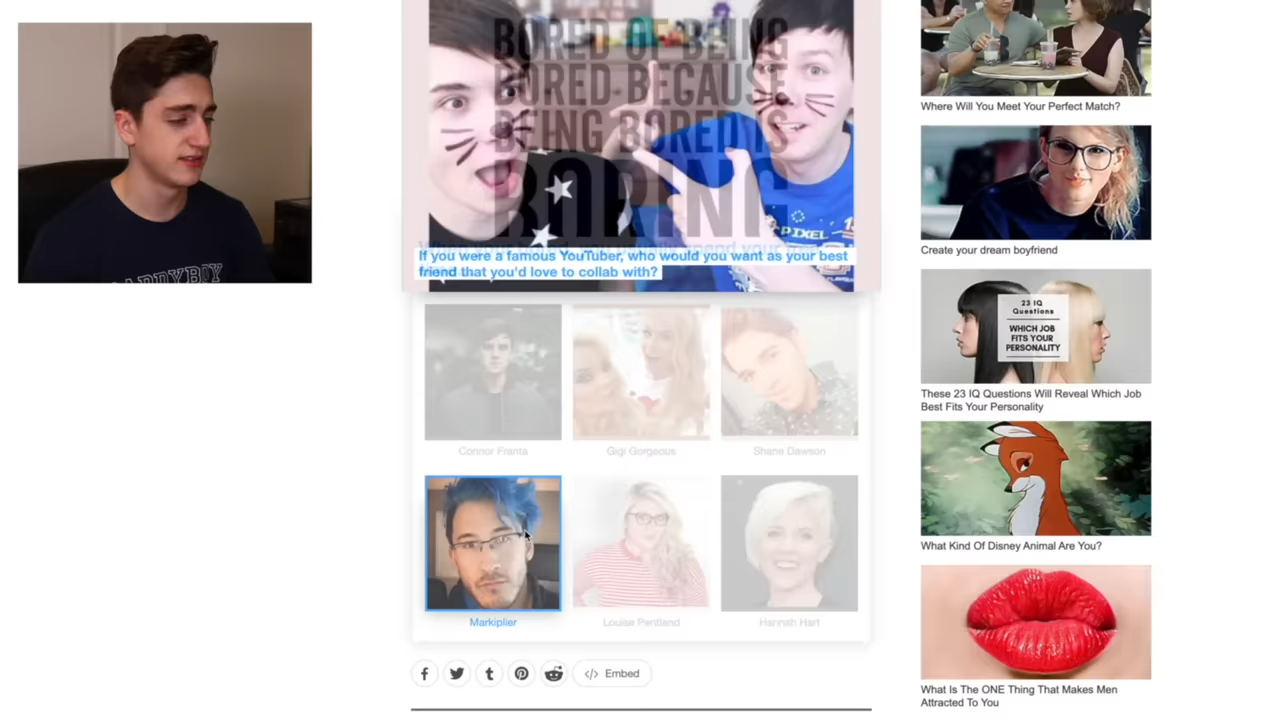 BORED OF BEING
BORED BECAUSE
BEING BORED IS
BORING
PIXEL
If you were a famous YouTuber, who would you want as your best
friend that you'd love to collab with?
Connor Franta
Gigi Gorgeous
Shane Dawson
Markiplier
Louise Pentland
Hannah Hart
Embed
Where Will You Meet Your Perfect Match?
Create your dream boyfriend
23 IQ
Questions
WHICH JOB
FITS YOUR
PERSONALITY
These 23 IQ Questions Will Reveal Which Job
Best Fits Your Personality
What Kind Of Disney Animal Are You?
What Is The ONE Thing That Makes Men
Attracted To You